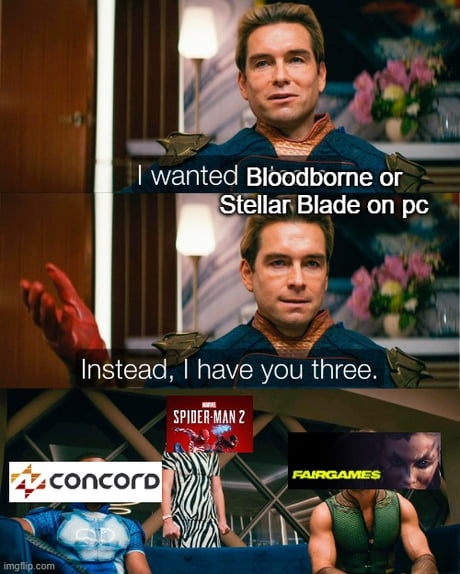 I wanted Bloodborne or
Stellar Blade on pc
Instead, I have you three.
MARVEL
SPIDER-MAN 2
CONCORD
FAIRGAMES
imgflip.com